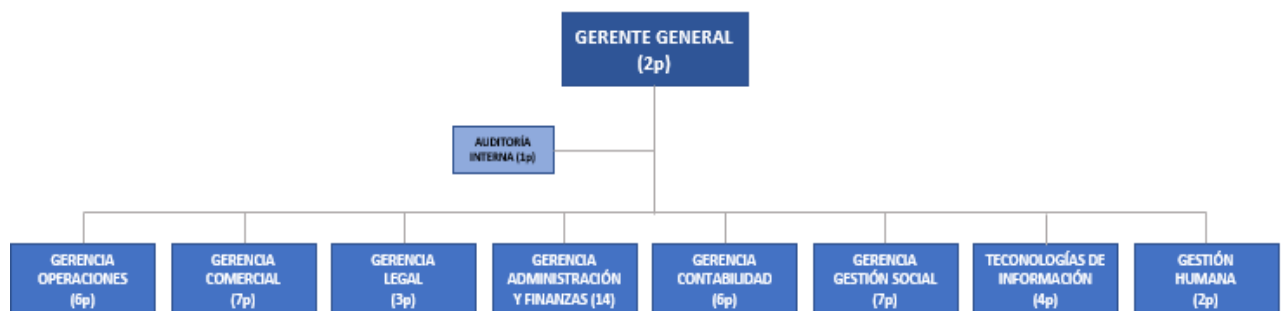 GERENTE GENERAL
(2p)
AUDITORÍA
INTERNA (1p)
GERENCIA
OPERACIONES
(6p)
GERENCIA
COMERCIAL
(7p)
GERENCIA
LEGAL
(3p)
GERENCIA
ADMINISTRACIÓN
Y FINANZAS (14)
GERENCIA
CONTABILIDAD
(6p)
GERENCIA
GESTIÓN SOCIAL
(7p)
TECONOLOGÍAS DE
INFORMACIÓN
(4p)
GESTIÓN
HUMANA
(2p)